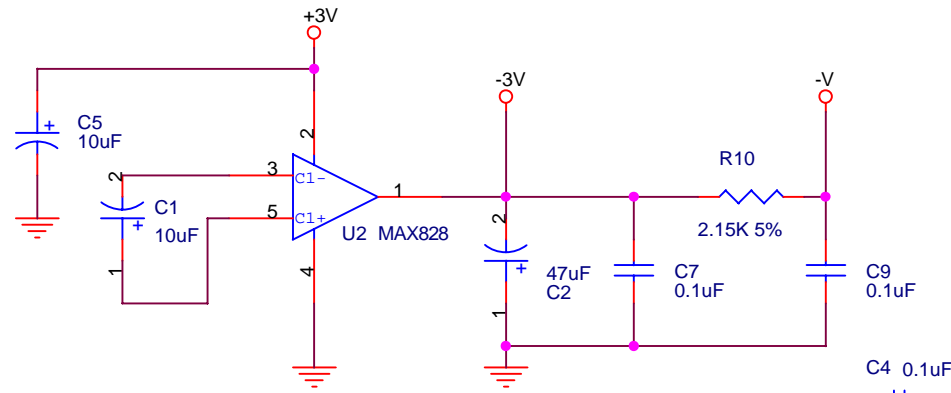 +3V
-3V
-V
C5
10uF
2
R10
2
3
C1-
1
C1
10uF
5
C1+
U2 MAX828
2
2.15K 5%
1
4
47uF
C2
1
C7
0.1uF
C9
0.1uF
C4 0.1uF